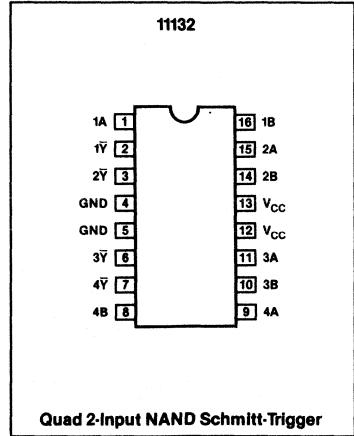 11132
1A 1 16 1B
1Y̅ 2 15 2A
2Y̅ 3 14 2B
GND 4 13 VCC
GND 5 12 VCC
3Y̅ 6 11 3A
4Y̅ 7 10 3B
4B 8 9 4A
Quad 2-Input NAND Schmitt-Trigger